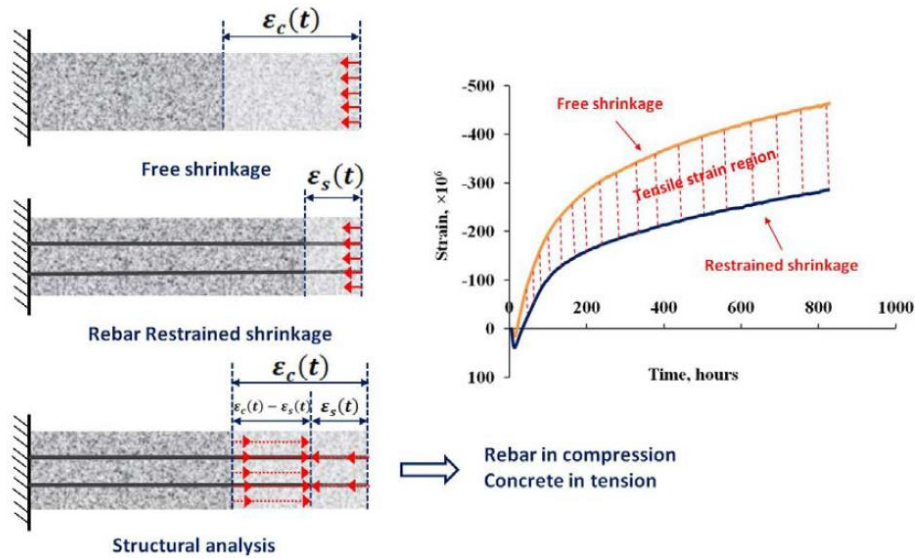 εc(t)
Free shrinkage
εs(t)
Rebar Restrained shrinkage
εc(t)
εc(t) − εs(t)
εs(t)
Structural analysis
Rebar in compression
Concrete in tension
-500
-400
-300
-200
-100
0
100
Strain, ×10⁶
Free shrinkage
Tensile strain region
Restrained shrinkage
0
200
400
600
800
1000
Time, hours